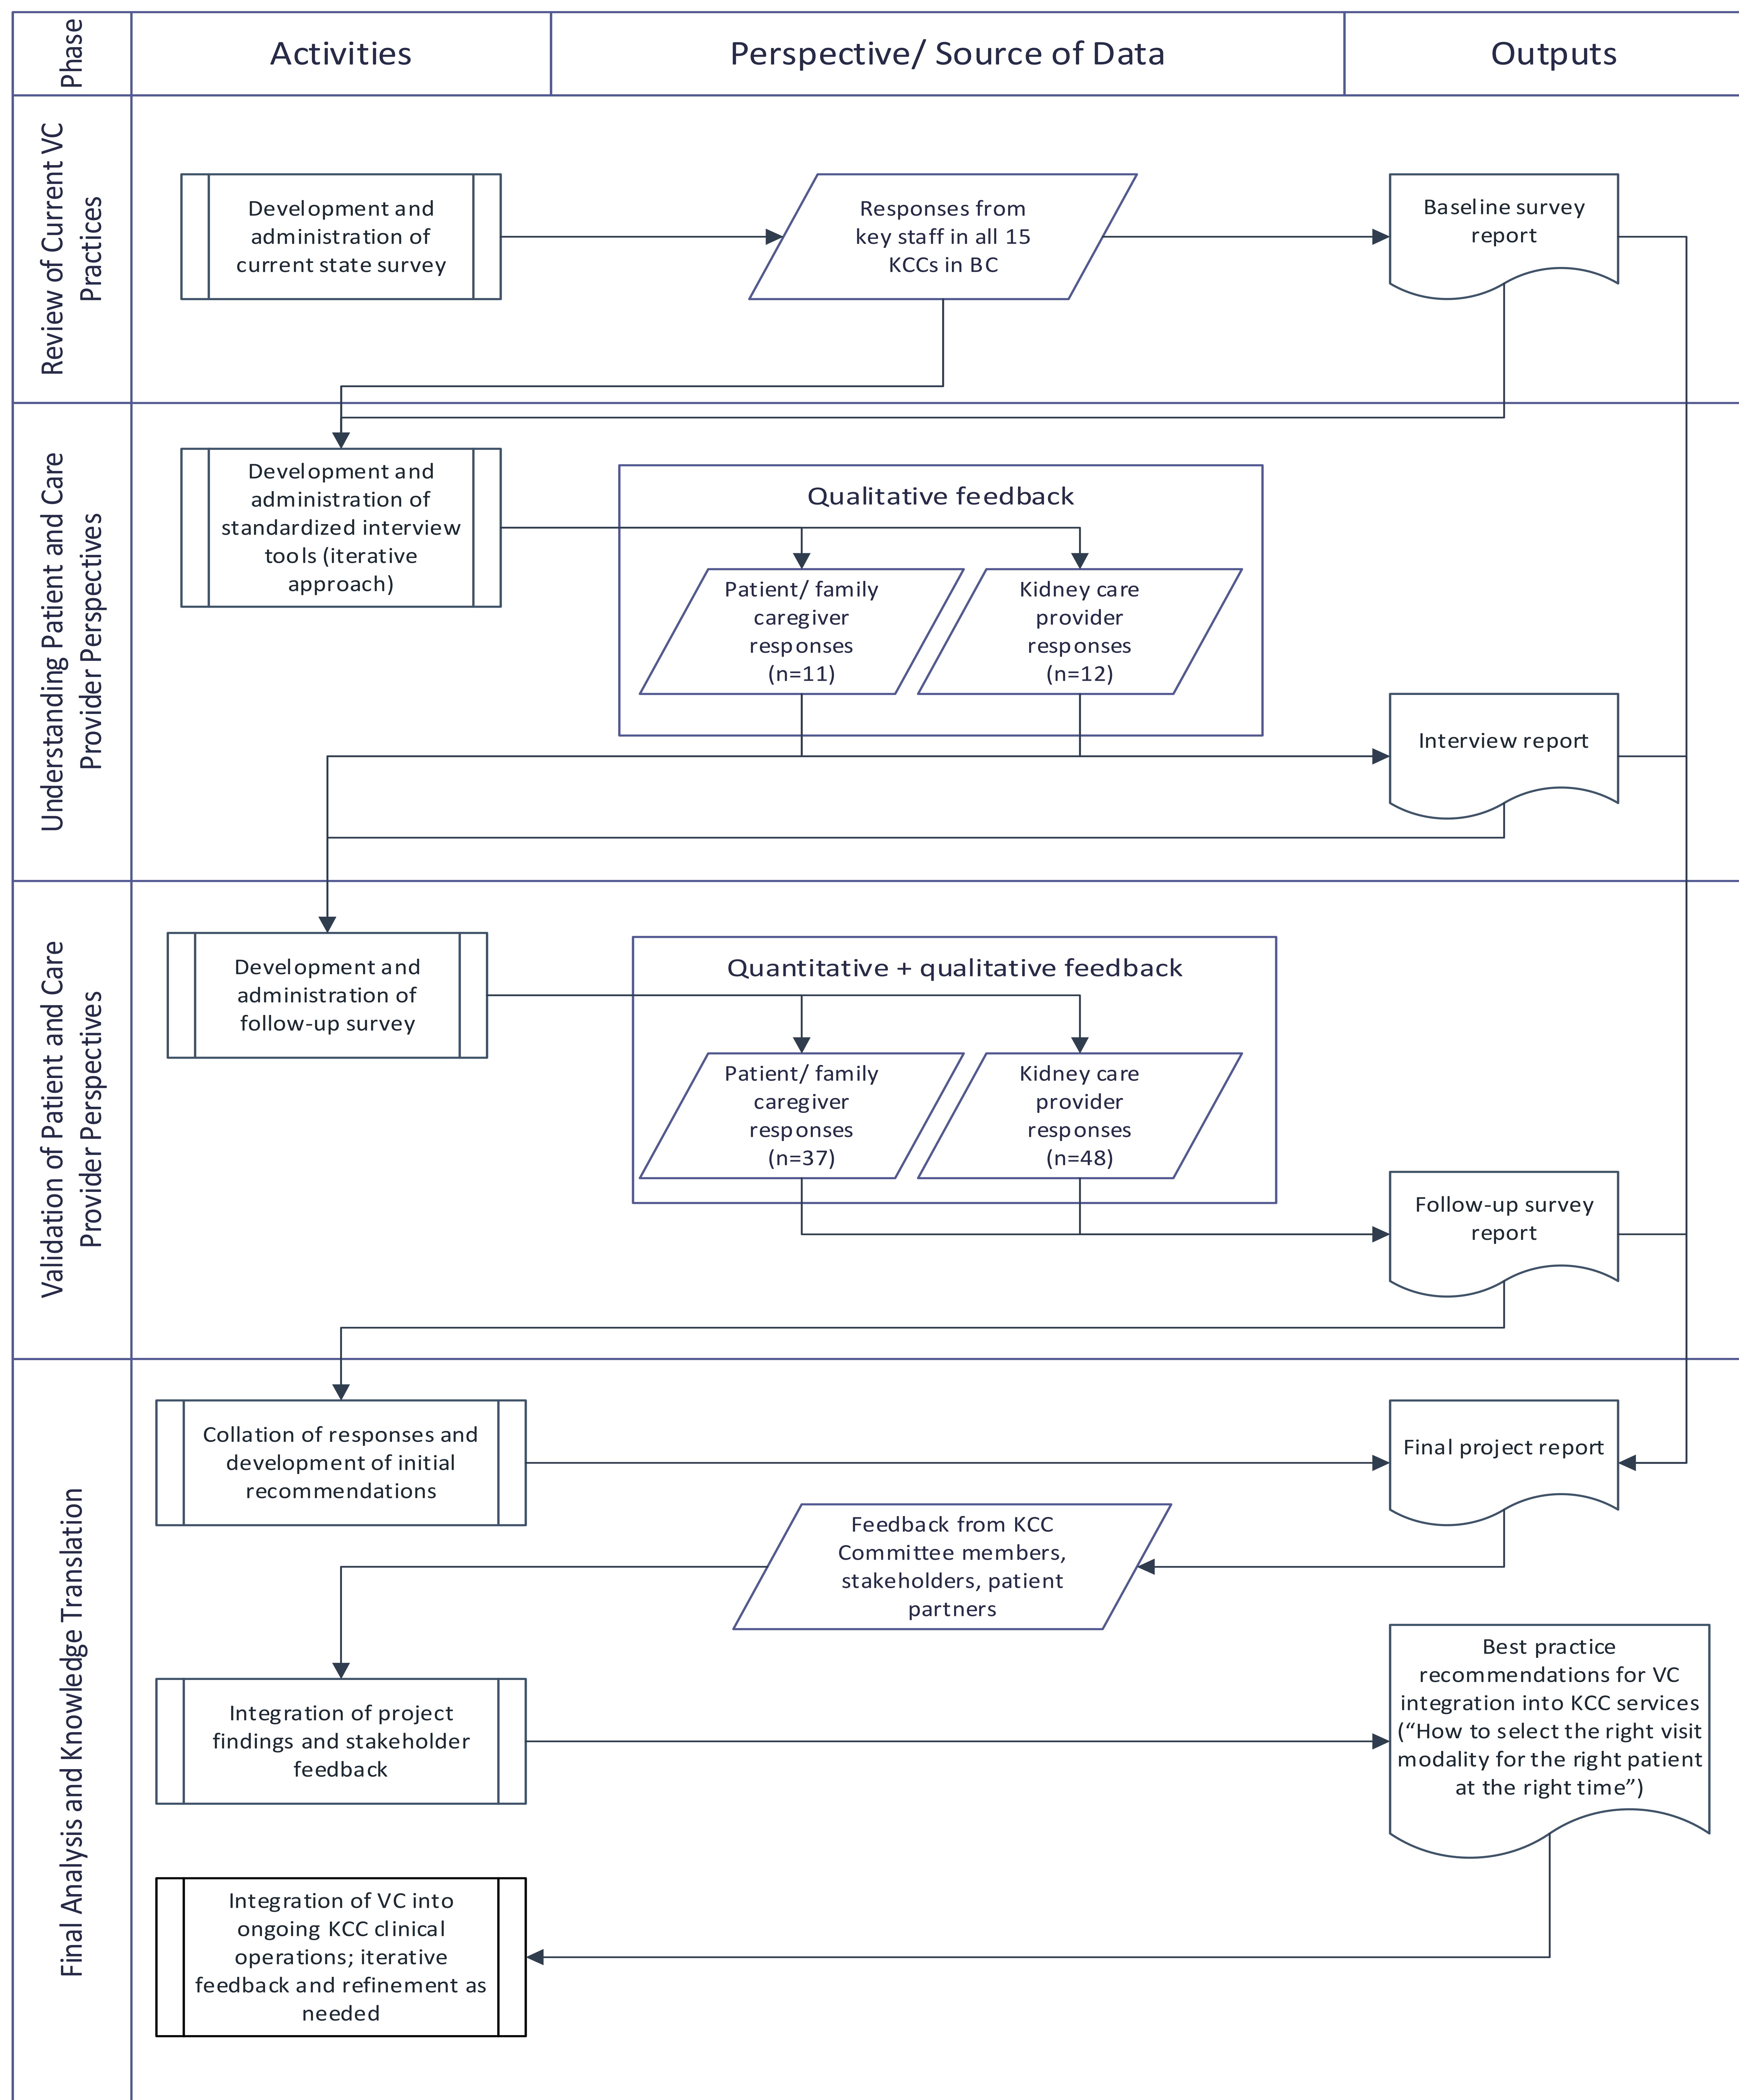 Phase
Activities
Perspective/ Source of Data
Outputs
Review of Current VC
Practices
Development and
administration of
current state survey
Responses from
key staff in all 15
KCCs in BC
Baseline survey
report
Understanding Patient and Care
Provider Perspectives
Development and
administration of
standardized interview
tools (iterative
approach)
Qualitative feedback
Patient/ family
caregiver
responses
(n=11)
Kidney care
provider
responses
(n=12)
Interview report
Validation of Patient and Care
Provider Perspectives
Development and
administration of
follow-up survey
Quantitative + qualitative feedback
Patient/ family
caregiver
responses
(n=37)
Kidney care
provider
responses
(n=48)
Follow-up survey
report
Final Analysis and Knowledge Translation
Collation of responses and
development of initial
recommendations
Final project report
Feedback from KCC
Committee members,
stakeholders, patient
partners
Integration of project
findings and stakeholder
feedback
Best practice
recommendations for VC
integration into KCC services
(“How to select the right visit
modality for the right patient
at the right time”)
Integration of VC into
ongoing KCC clinical
operations; iterative
feedback and refinement as
needed